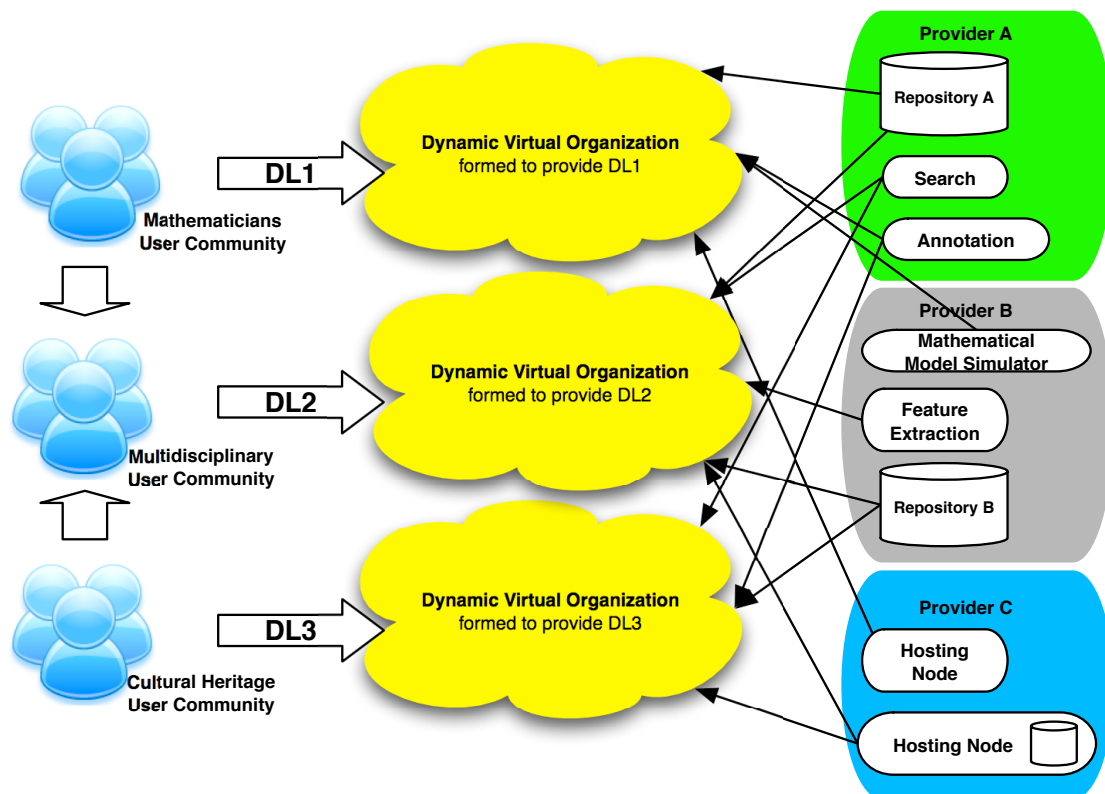 Mathematicians
User Community
DL1
Dynamic Virtual Organization
formed to provide DL1
Multidisciplinary
User Community
DL2
Dynamic Virtual Organization
formed to provide DL2
Cultural Heritage
User Community
DL3
Dynamic Virtual Organization
formed to provide DL3
Provider A
Repository A
Search
Annotation
Provider B
Mathematical
Model Simulator
Feature
Extraction
Repository B
Provider C
Hosting
Node
Hosting Node